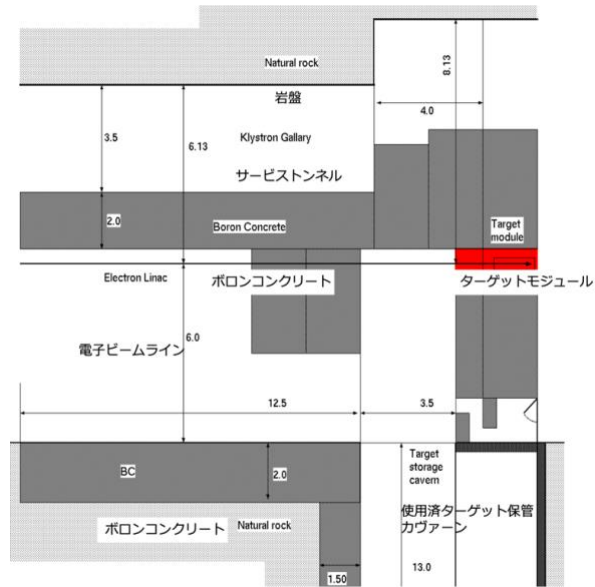 Natural rock
8.13
岩盤
4.0
3.5
6.13
Klystron Gallary
サービストンネル
2.0
Boron Concrete
Target
module
Electron Linac
ボロンコンクリート
ターゲットモジュール
6.0
電子ビームライン
12.5
3.5
BC
2.0
Target
storage
cavern
使用済ターゲット保管
カヴァーン
ボロンコンクリート
Natural rock
1.50
13.0